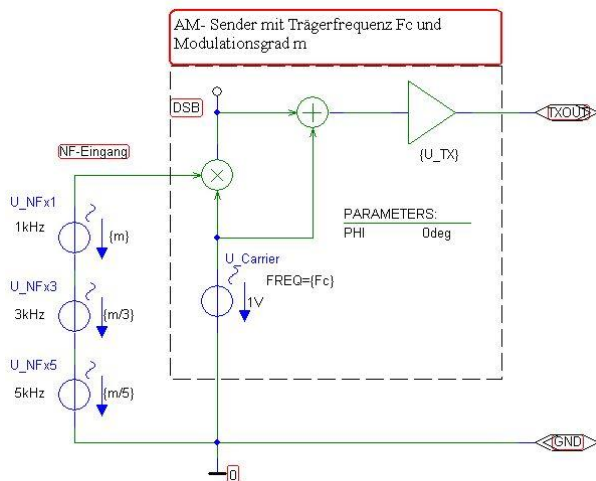 AM- Sender mit Trägerfrequenz Fc und
Modulationsgrad m
DSB
TXOUT
{U_TX}
NF-Eingang
U_NFx1
1kHz
{m}
PARAMETERS:
PHI 0deg
U_Carrier
FREQ={Fc}
1V
U_NFx3
3kHz
{m/3}
U_NFx5
5kHz
{m/5}
GND
0